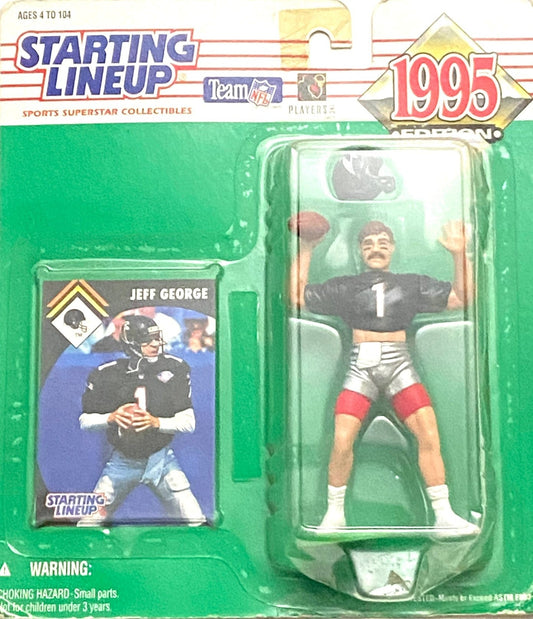 AGES 4 TO 104
STARTING
LINEUP
SPORTS SUPERSTAR COLLECTIBLES
Team NFL
PLAYERS
1995
EDITION
1
JEFF GEORGE
1
STARTING
LINEUP
WARNING:
CHOKING HAZARD-Small parts.
Not for children under 3 years.